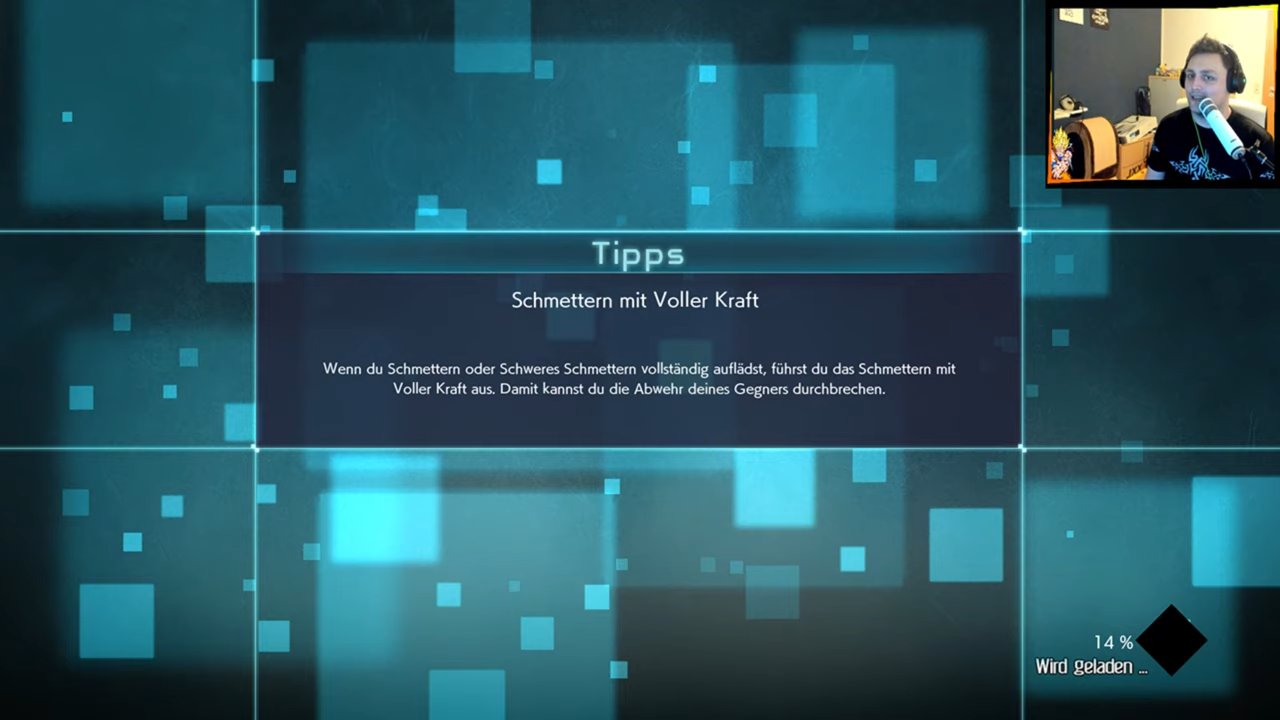 Tipps
Schmettern mit Voller Kraft
Wenn du Schmettern oder Schweres Schmettern vollständig auflädst, führst du das Schmettern mit
Voller Kraft aus. Damit kannst du die Abwehr deines Gegners durchbrechen.
14 %
Wird geladen ...